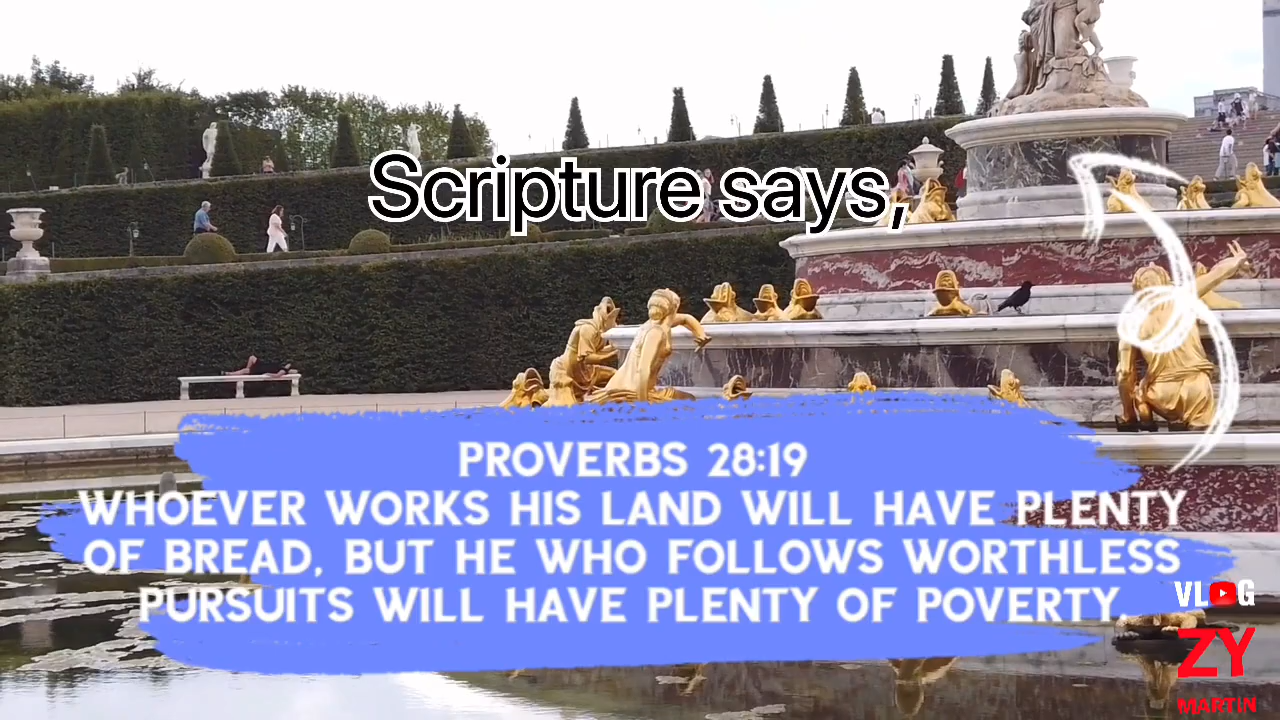 Scripture says,
PROVERBS 28:19
WHOEVER WORKS HIS LAND WILL HAVE PLENTY
OF BREAD, BUT HE WHO FOLLOWS WORTHLESS
PURSUITS WILL HAVE PLENTY OF POVERTY.
VLOG
ZY
MARTIN